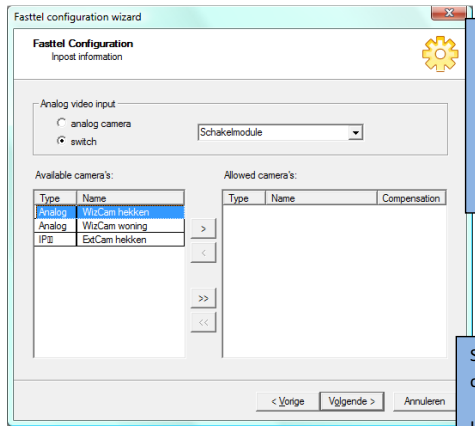 Fasttel configuration wizard
Fasttel Configuration
Inpost information
Analog video input
analog camera
switch
Schakelmodule
Available camera's:
Allowed camera's:
Type Name
Analog WizCam hekken
Analog WizCam woning
IP ExtCam hekken
>
<
>>
<<
Type Name Compensation
< Vorige
Volgende >
Annuleren